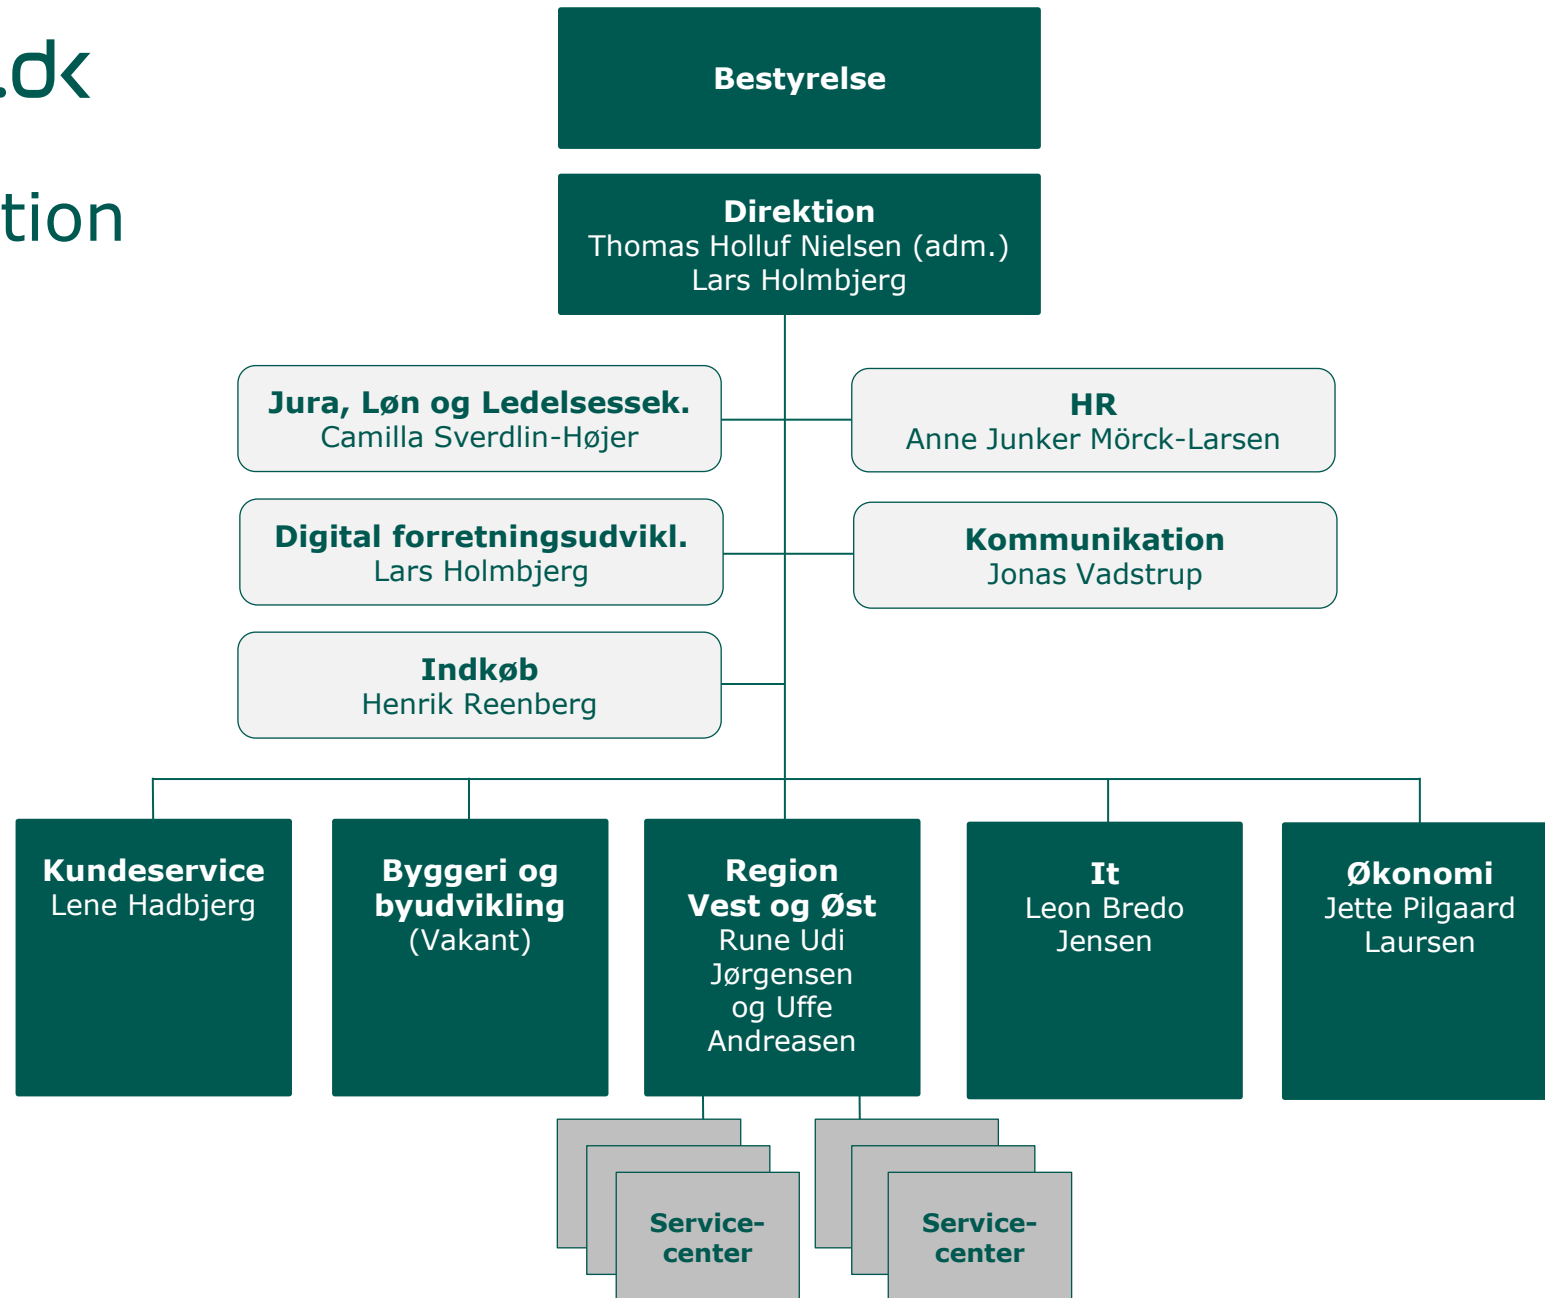 .dk
tion
Bestyrelse
Direktion
Thomas Holluf Nielsen (adm.)
Lars Holmbjerg
Jura, Løn og Ledelsessek.
Camilla Sverdlin-Højer
HR
Anne Junker Mörck-Larsen
Digital forretningsudvikl.
Lars Holmbjerg
Kommunikation
Jonas Vadstrup
Indkøb
Henrik Reenberg
Kundeservice
Lene Hadbjerg
Byggeri og
byudvikling
(Vakant)
Region
Vest og Øst
Rune Udi
Jørgensen
og Uffe
Andreasen
It
Leon Bredo
Jensen
Økonomi
Jette Pilgaard
Laursen
Service-
center
Service-
center